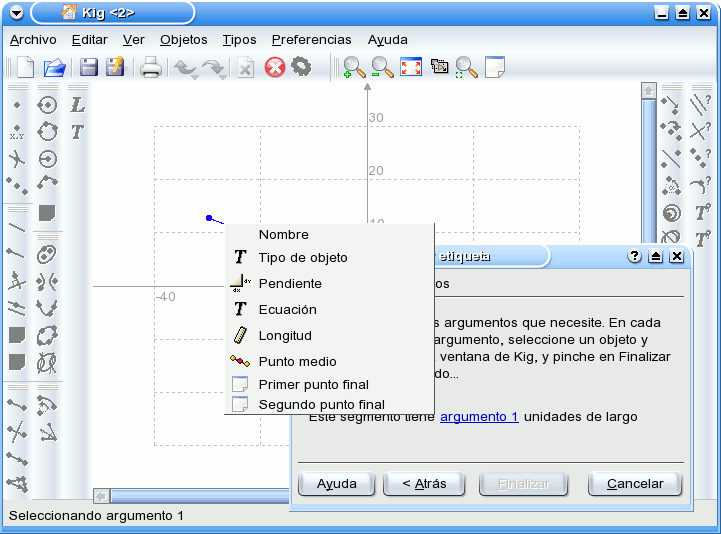 Kig <2>
Archivo Editar Ver Objetos Tipos Preferencias Ayuda
x,y
L
T
30
20
10
-40
Nombre
Tipo de objeto
Pendiente
Ecuación
Longitud
Punto medio
Primer punto final
Segundo punto final
etiqueta
os
s argumentos que necesite. En cada
argumento, seleccione un objeto y
ventana de Kig, y pinche en Finalizar
do...
Este segmento tiene argumento 1 unidades de largo
Ayuda
< Atrás
Finalizar
Cancelar
Seleccionando argumento 1